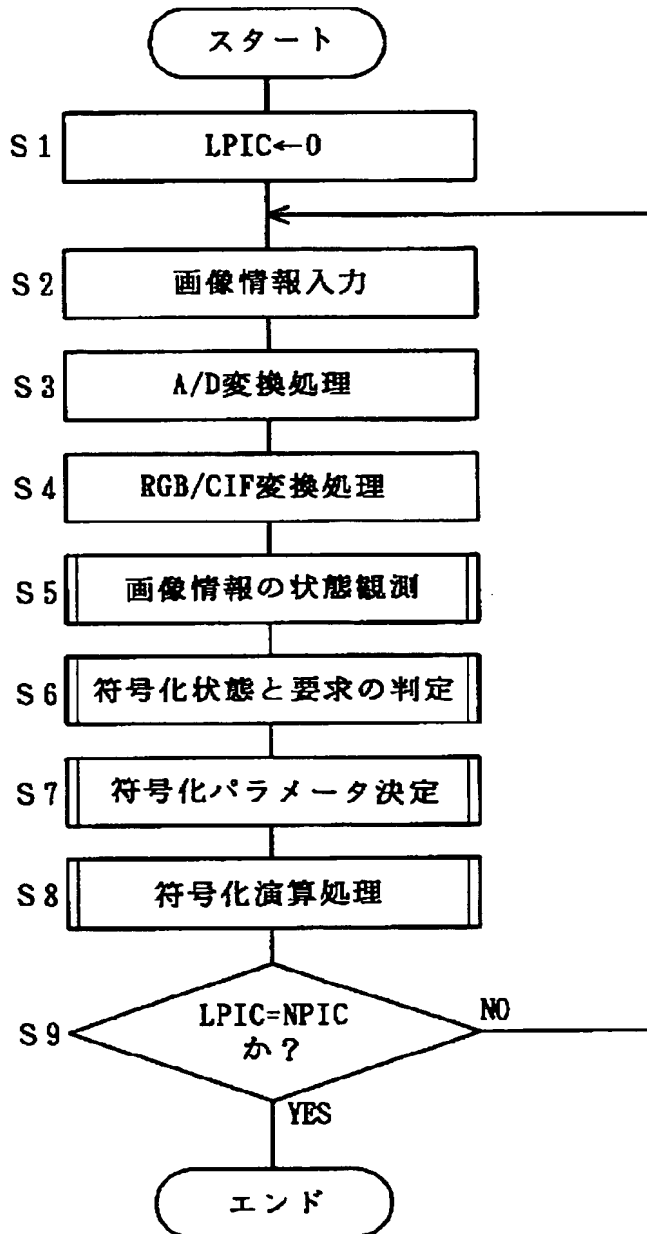 スタート
S1 LPIC←0
S2 画像情報入力
S3 A/D変換処理
S4 RGB/CIF変換処理
S5 画像情報の状態観測
S6 符号化状態と要求の判定
S7 符号化パラメータ決定
S8 符号化演算処理
S9 LPIC=NPIC
か?
NO
YES
エンド